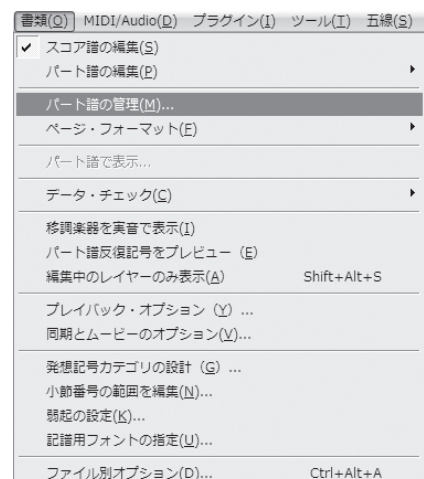 書類(O) MIDI/Audio(D) プラグイン(I) ツール(T) 五線(S)
✓ スコア譜の編集(S)
パート譜の編集(P)
パート譜の管理(M)...
ページ・フォーマット(F)
パート譜で表示...
データ・チェック(C)
移調楽器を実音で表示(I)
パート譜反復記号をプレビュー（E)
編集中のレイヤーのみ表示(A) Shift+Alt+S
プレイバック・オプション（Y）...
同期とムービーのオプション(V)...
発想記号カテゴリの設計（G）...
小節番号の範囲を編集(N)...
弱起の設定(K)...
記譜用フォントの指定(U)...
ファイル別オプション(D)... Ctrl+Alt+A